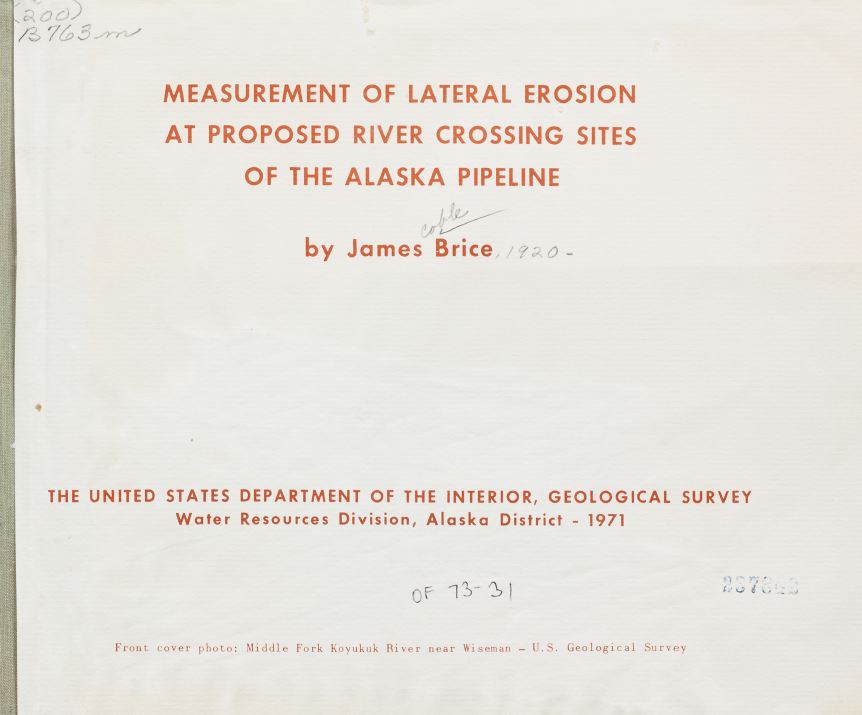 (200)
B763m
MEASUREMENT OF LATERAL EROSION
AT PROPOSED RIVER CROSSING SITES
OF THE ALASKA PIPELINE
coble
by James Brice, 1920-
THE UNITED STATES DEPARTMENT OF THE INTERIOR, GEOLOGICAL SURVEY
Water Resources Division, Alaska District - 1971
OF 73-31
Front cover photo: Middle Fork Koyukuk River near Wiseman – U.S. Geological Survey